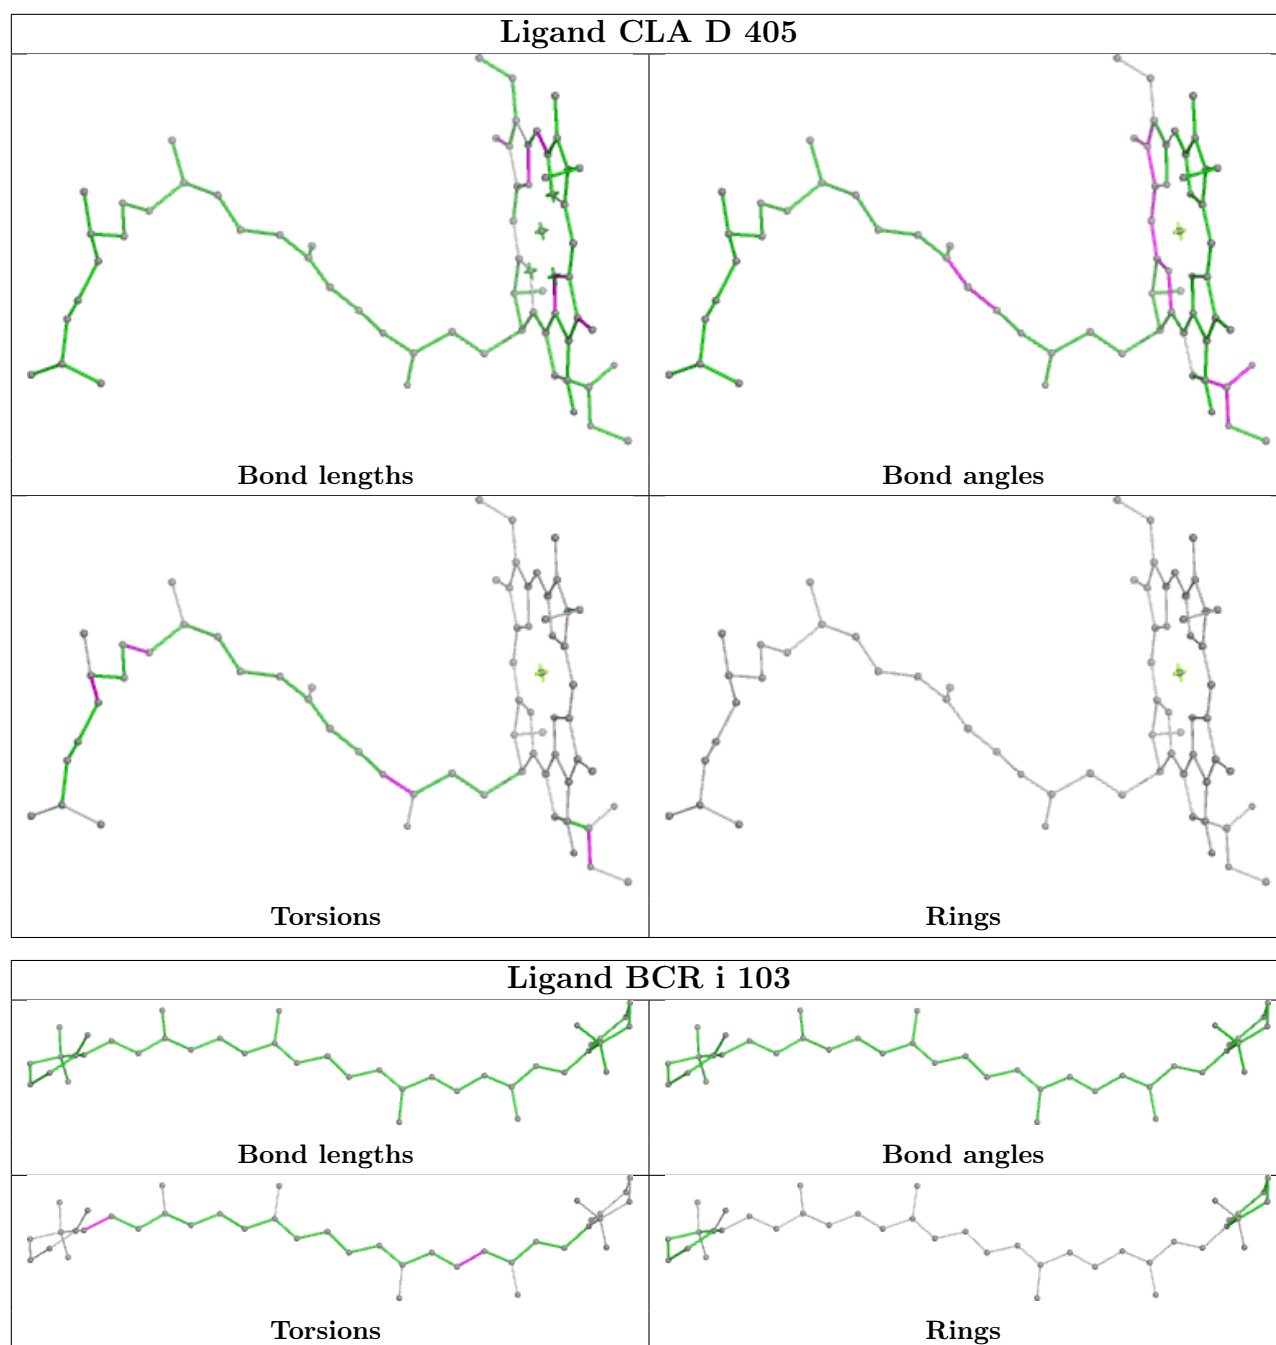 Ligand CLA D 405
Bond lengths
Bond angles
Torsions
Rings
Ligand BCR i 103
Bond lengths
Bond angles
Torsions
Rings